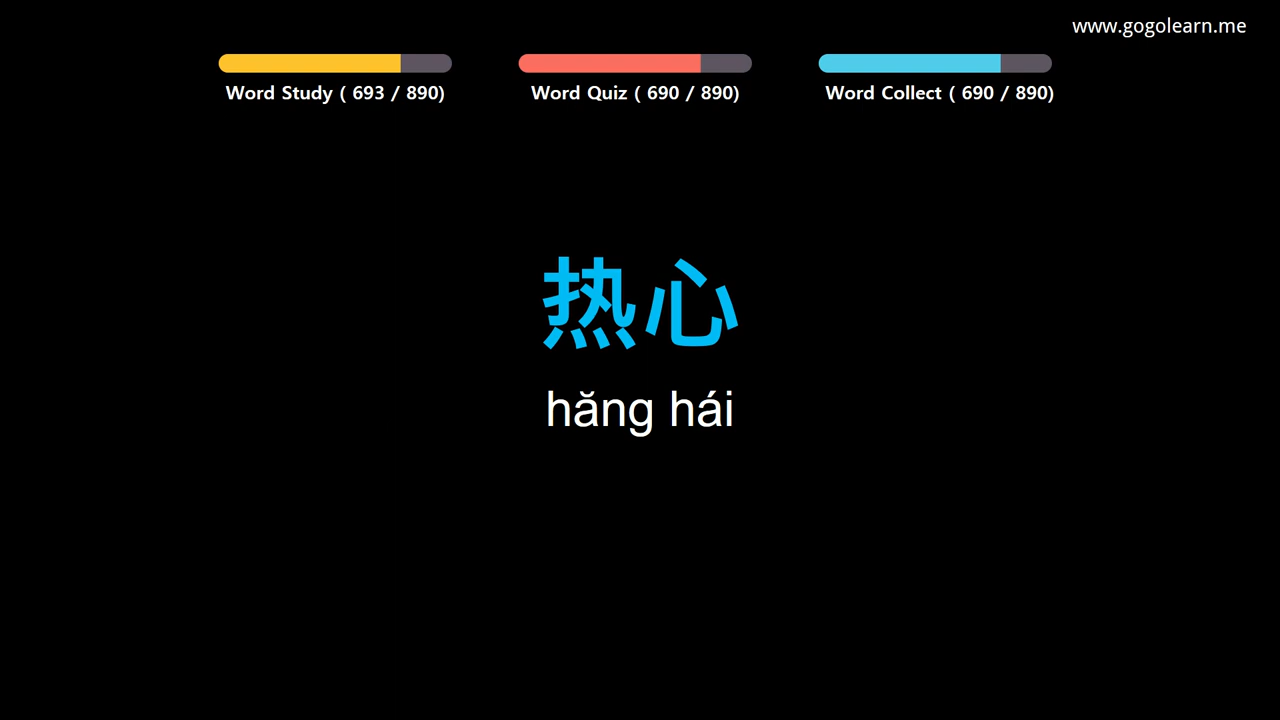 www.gogolearn.me
Word Study ( 693 / 890)
Word Quiz ( 690 / 890)
Word Collect ( 690 / 890)
热心
hăng hái